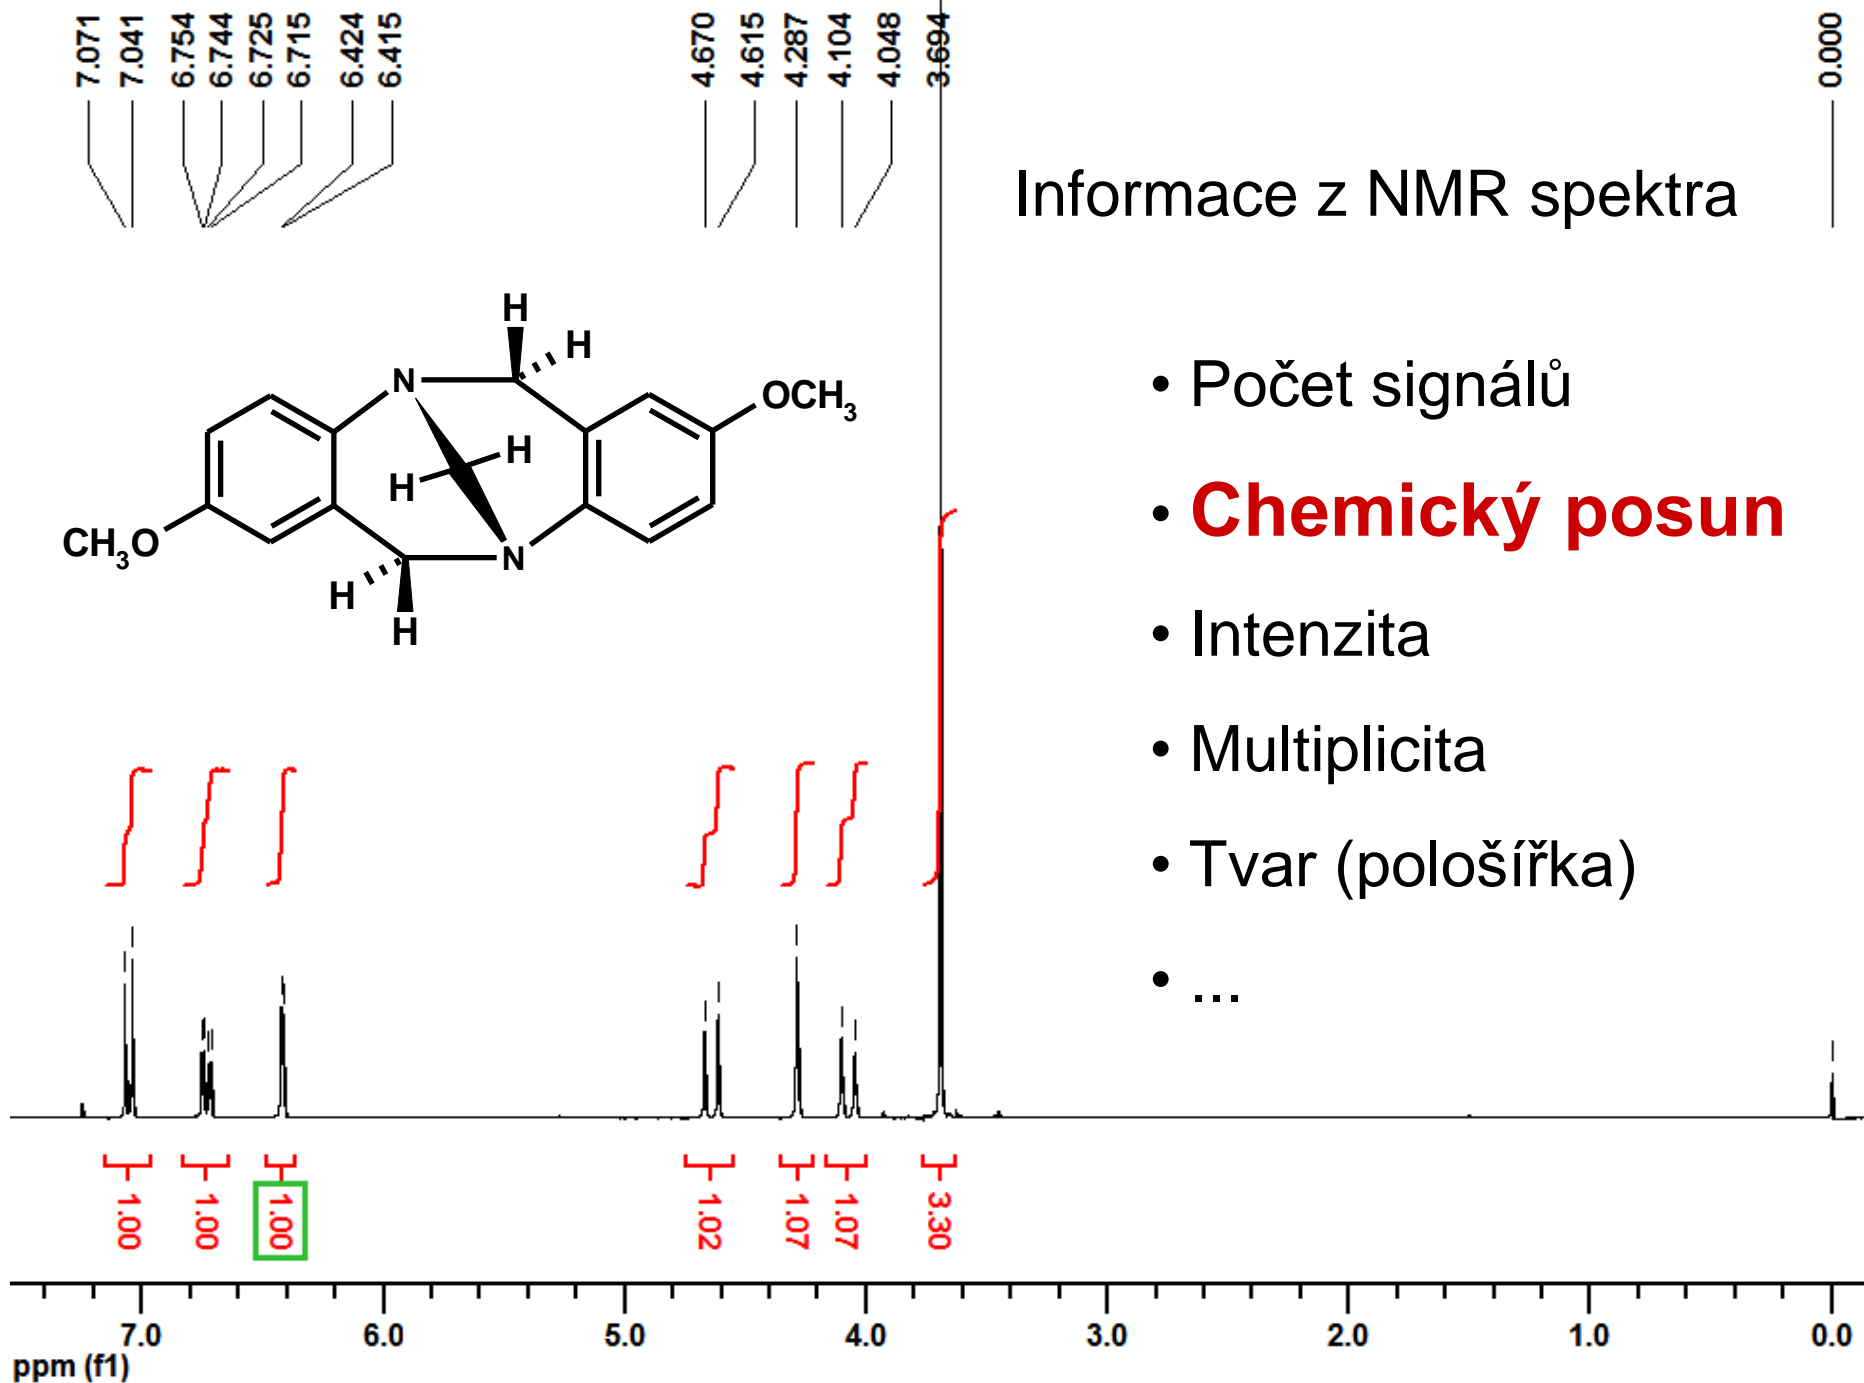 7.071
7.041
6.754
6.744
6.725
6.715
6.424
6.415
4.670
4.615
4.287
4.104
4.048
3.694
0.000
Informace z NMR spektra
H
H
N
OCH3
H
H
CH3O
N
H
H
• Počet signálů
• Chemický posun
• Intenzita
• Multiplicita
• Tvar (pološířka)
• ...
1.00
1.00
1.00
1.02
1.07
1.07
3.30
7.0
6.0
5.0
4.0
3.0
2.0
1.0
0.0
ppm (f1)